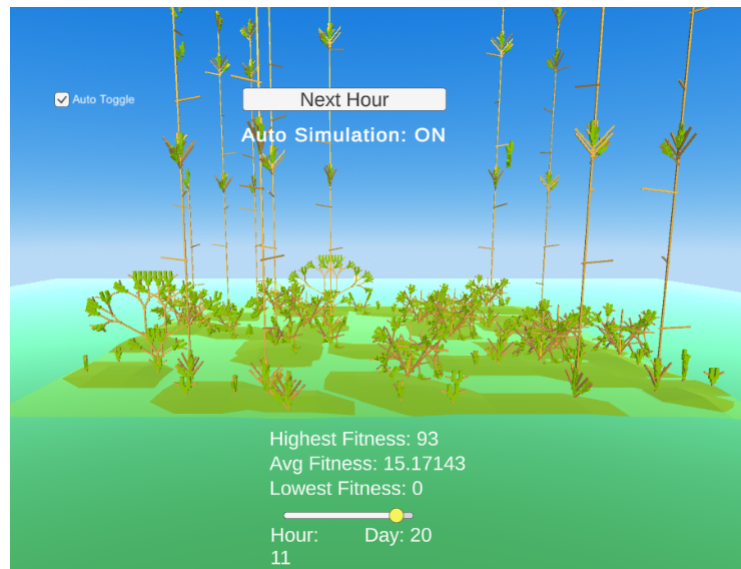 Auto Toggle
Next Hour
Auto Simulation: ON
Highest Fitness: 93
Avg Fitness: 15.17143
Lowest Fitness: 0
Hour: Day: 20
11